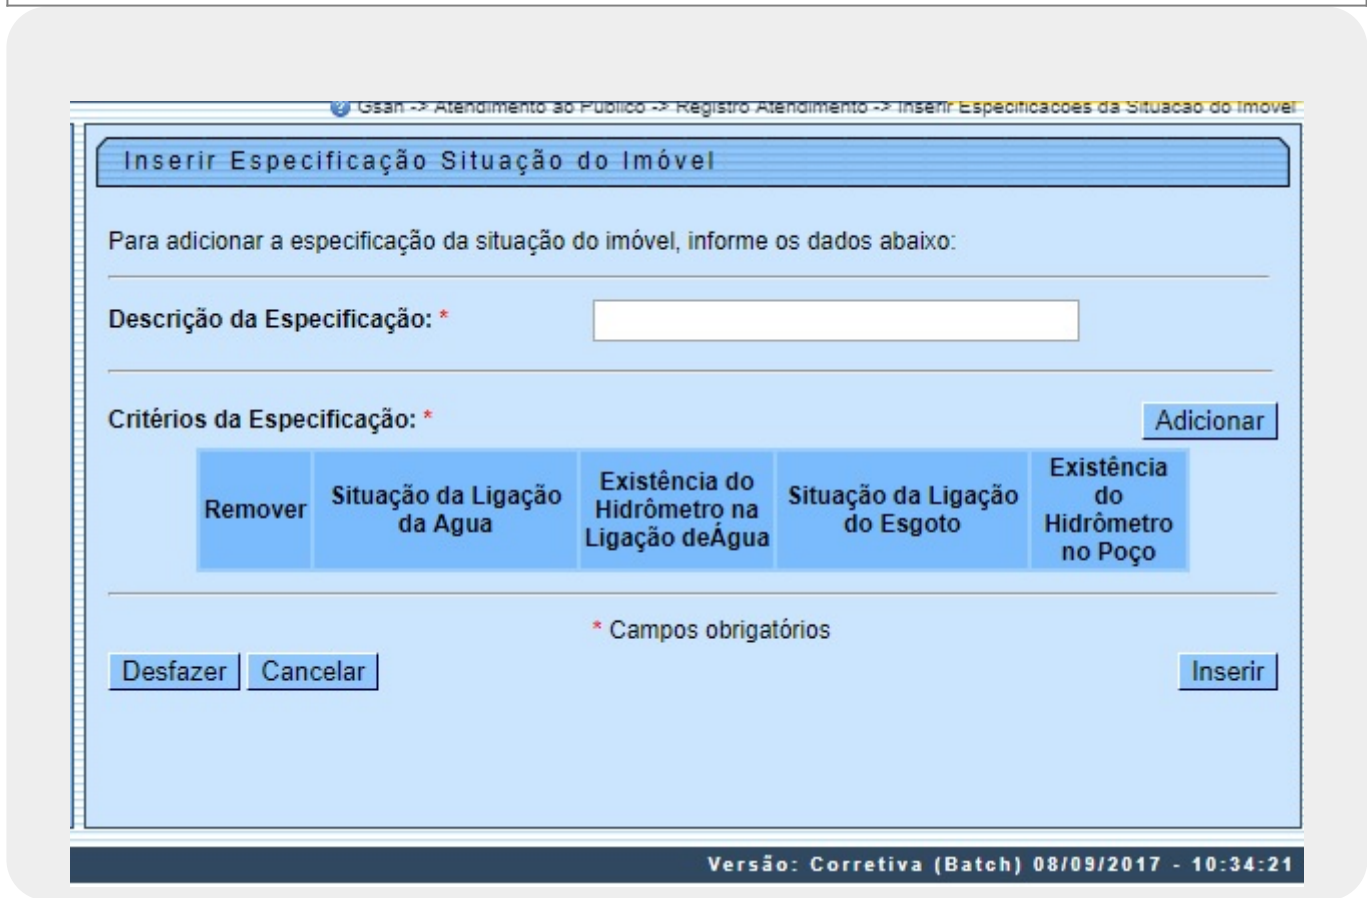 Gsan -> Atendimento ao Publico -> Registro Atendimento -> Inserir Especificacoes da Situacao do Imovel
Inserir Especificação Situação do Imóvel
Para adicionar a especificação da situação do imóvel, informe os dados abaixo:
Descrição da Especificação: *
Critérios da Especificação: *
Adicionar
Remover
Situação da Ligação
da Agua
Existência do
Hidrômetro na
Ligação deÁgua
Situação da Ligação
do Esgoto
Existência
do
Hidrômetro
no Poço
* Campos obrigatórios
Desfazer
Cancelar
Inserir
Versão: Corretiva (Batch) 08/09/2017 - 10:34:21